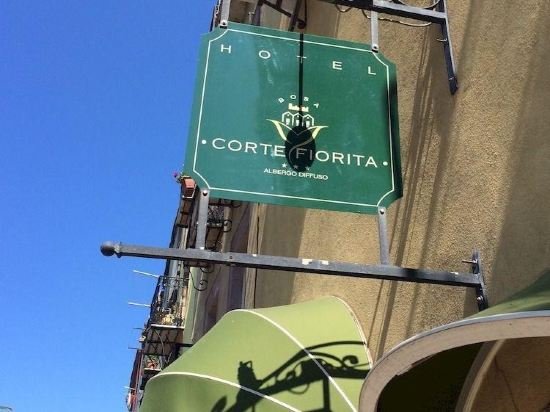 HOTEL
BOSA
CORTE FIORITA
ALBERGO DIFFUSO